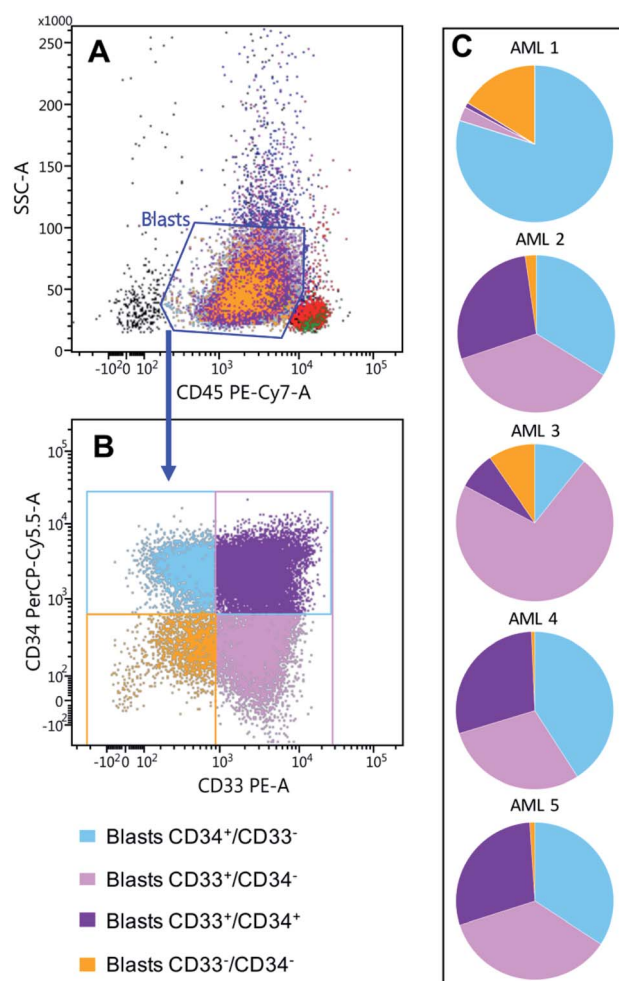 A
x1000
250
200
150
100
50
0
SSC-A
Blasts
-10²0 10² 10³ 10⁴ 10⁵
CD45 PE-Cy7-A
B
10⁵
10⁴
10³
10²
0
-10²
CD34 PerCP-Cy5.5-A
-10²0 10² 10³ 10⁴ 10⁵
CD33 PE-A
Blasts CD34⁺/CD33⁻
Blasts CD33⁺/CD34⁻
Blasts CD33⁺/CD34⁺
Blasts CD33⁻/CD34⁻
C
AML 1
AML 2
AML 3
AML 4
AML 5